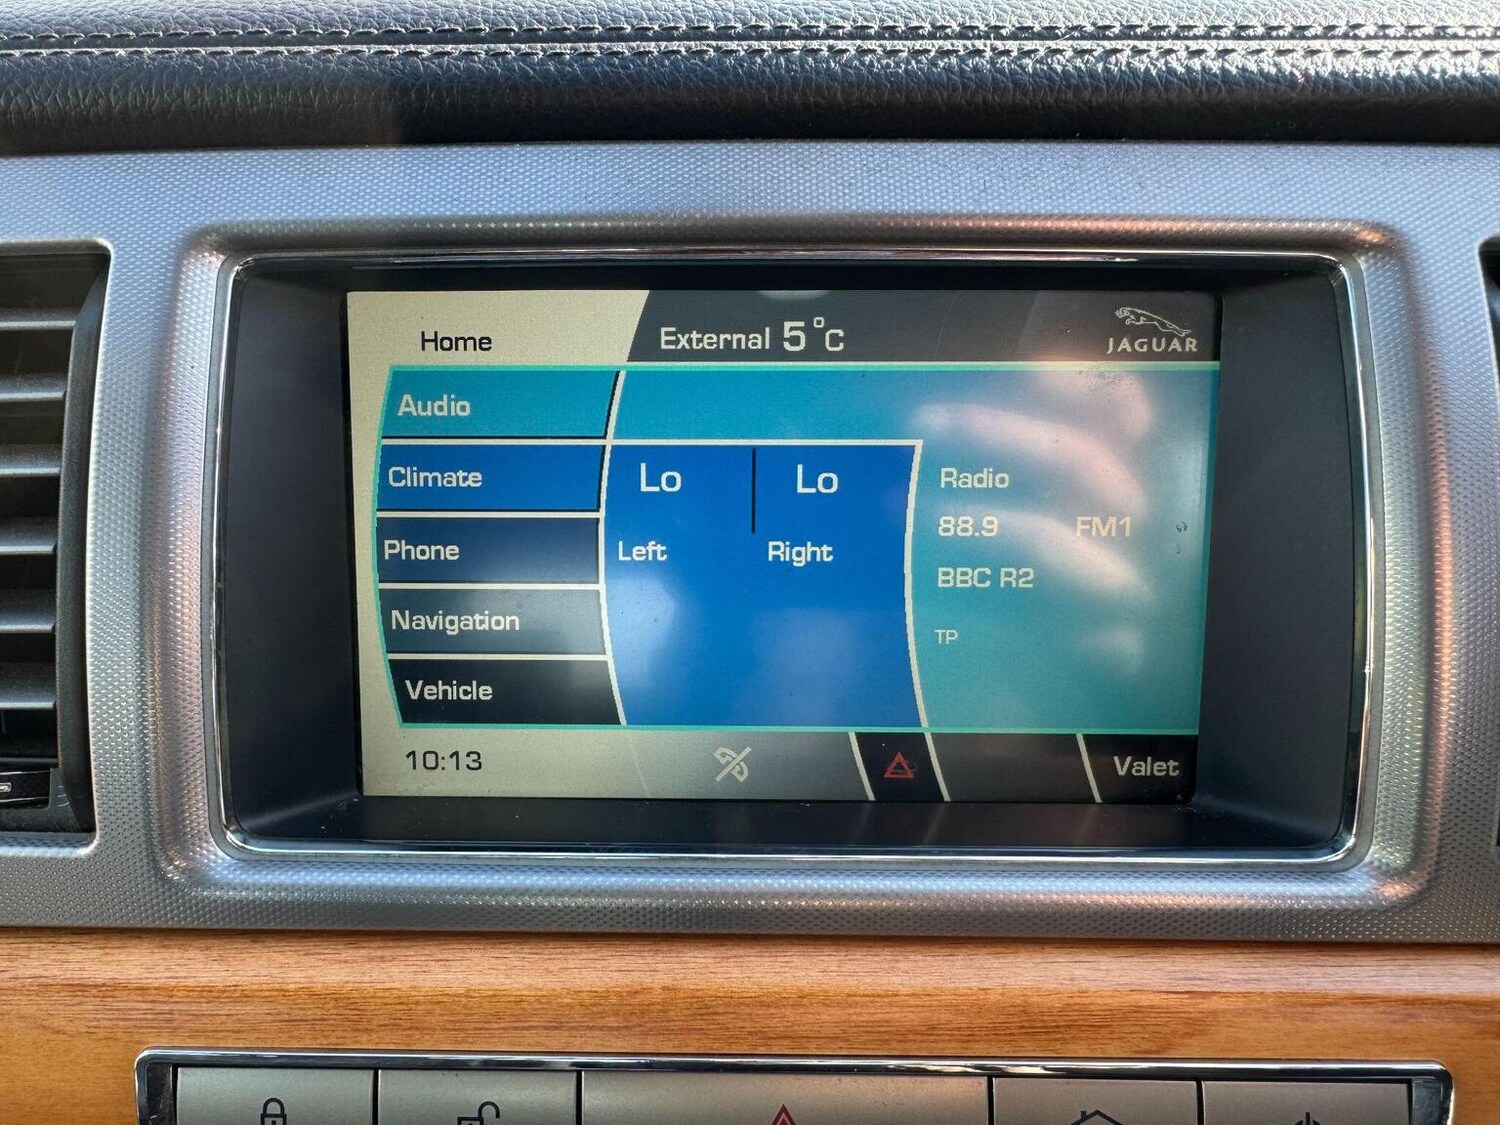 Home
External 5°C
JAGUAR
Audio
Climate
Lo
Lo
Left
Right
Radio
88.9 FM1
BBC R2
TP
Phone
Navigation
Vehicle
10:13
Valet